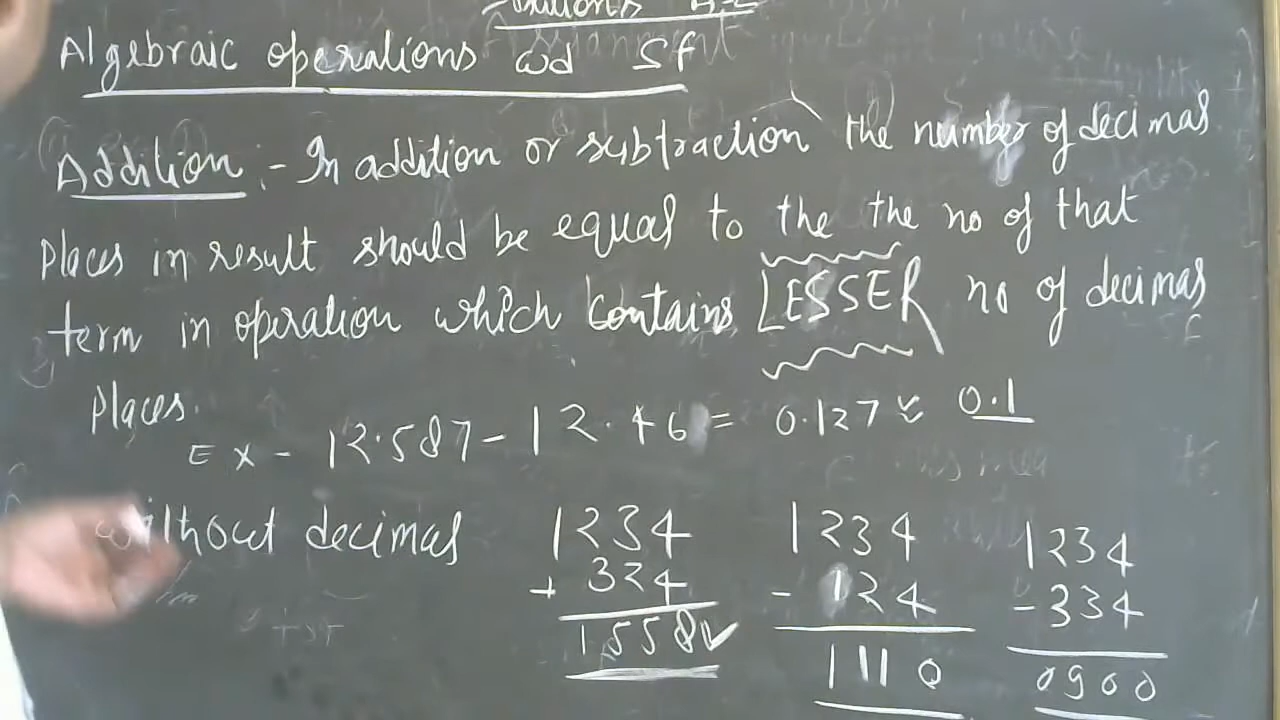 Algebraic operations wd Sf
Addition :- In addition or subtraction the number of decimal
places in result should be equal to the the no of that
term in operation which contains LESSER no of decimal
places.
Ex - 12.587 - 12.46 = 0.127 ≈ 0.1
without decimal
1234 1234 1234
+ 324 - 124 - 334
1558 ✓ 1110 0900